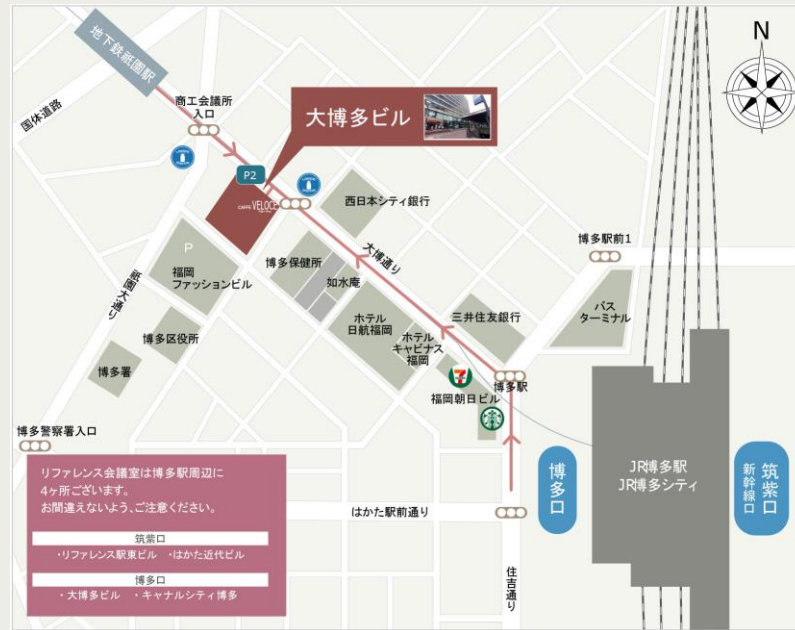 地下鉄祇園駅
国体道路
商工会議所
入口
大博多ビル
N
P2
CAFFE VELOCE
西日本シティ銀行
大博通り
博多駅前1
P
福岡
ファッションビル
祇園大通り
博多保健所
如水庵
ホテル
日航福岡
ホテル
キャビナス
福岡
三井住友銀行
バス
ターミナル
博多区役所
博多署
7
博多駅
福岡朝日ビル
博多警察署入口
博多口
JR博多駅
JR博多シティ
筑紫口
新幹線口
はかた駅前通り
住吉通り
リファレンス会議室は博多駅周辺に
4ヶ所ございます。
お間違えないよう、ご注意ください。
筑紫口
・リファレンス駅東ビル ・はかた近代ビル
博多口
・大博多ビル ・キャナルシティ博多